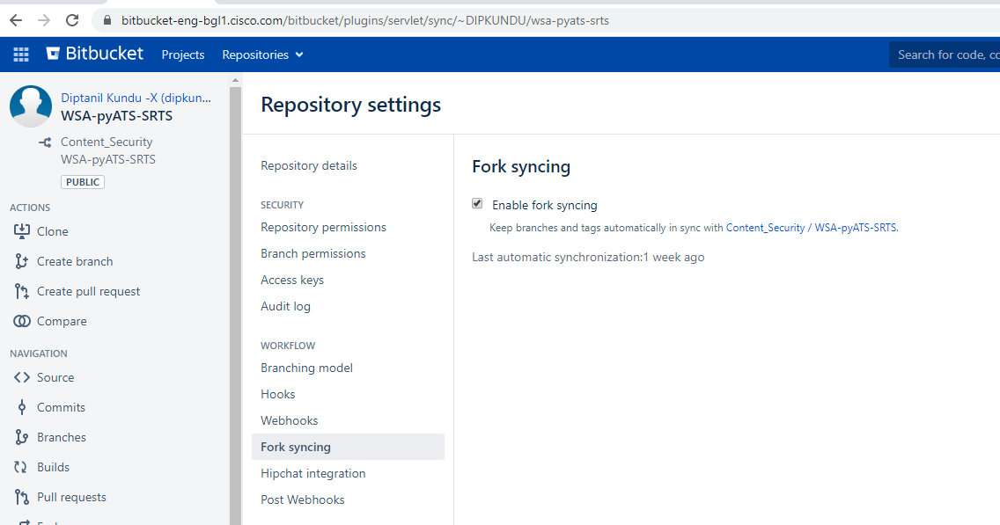 bitbucket-eng-bgl1.cisco.com/bitbucket/plugins/servlet/sync/~DIPKUNDU/wsa-pyats-srts
Bitbucket Projects Repositories Search for code, co
Diptanil Kundu -X (dipkun...
WSA-pyATS-SRTS
Content_Security
WSA-pyATS-SRTS
PUBLIC
ACTIONS
Clone
Create branch
Create pull request
Compare
NAVIGATION
Source
Commits
Branches
Builds
Pull requests
Repository settings
Repository details
SECURITY
Repository permissions
Branch permissions
Access keys
Audit log
WORKFLOW
Branching model
Hooks
Webhooks
Fork syncing
Hipchat integration
Post Webhooks
Fork syncing
Enable fork syncing
Keep branches and tags automatically in sync with Content_Security / WSA-pyATS-SRTS.
Last automatic synchronization:1 week ago